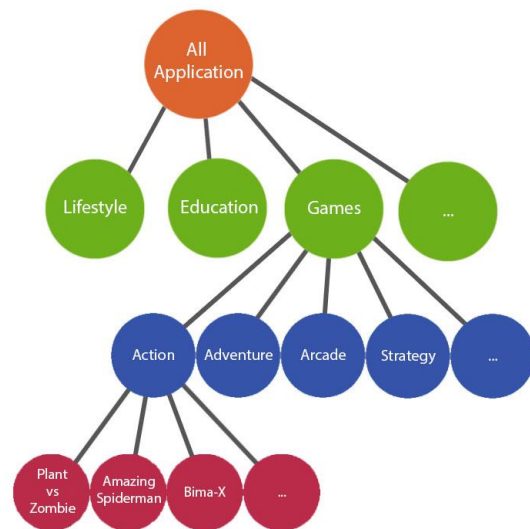 All
Application
Lifestyle
Education
Games
...
Action
Adventure
Arcade
Strategy
...
Plant
vs
Zombie
Amazing
Spiderman
Bima-X
...